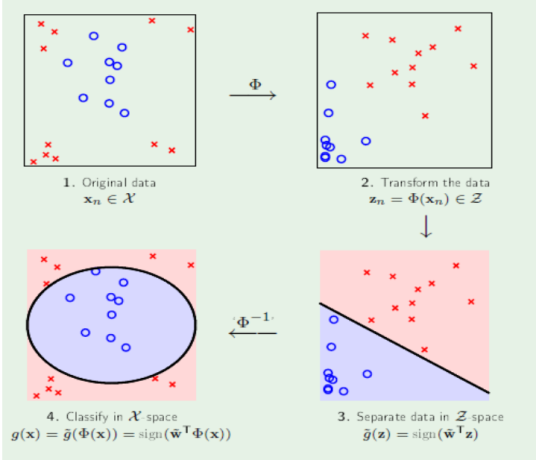 Φ
1. Original data
xₙ ∈ 𝒳
2. Transform the data
zₙ = Φ(xₙ) ∈ 𝒵
Φ⁻¹
4. Classify in 𝒳-space
g(x) = g̃(Φ(x)) = sign(w̃ᵀΦ(x))
3. Separate data in 𝒵-space
g̃(z) = sign(w̃ᵀz)